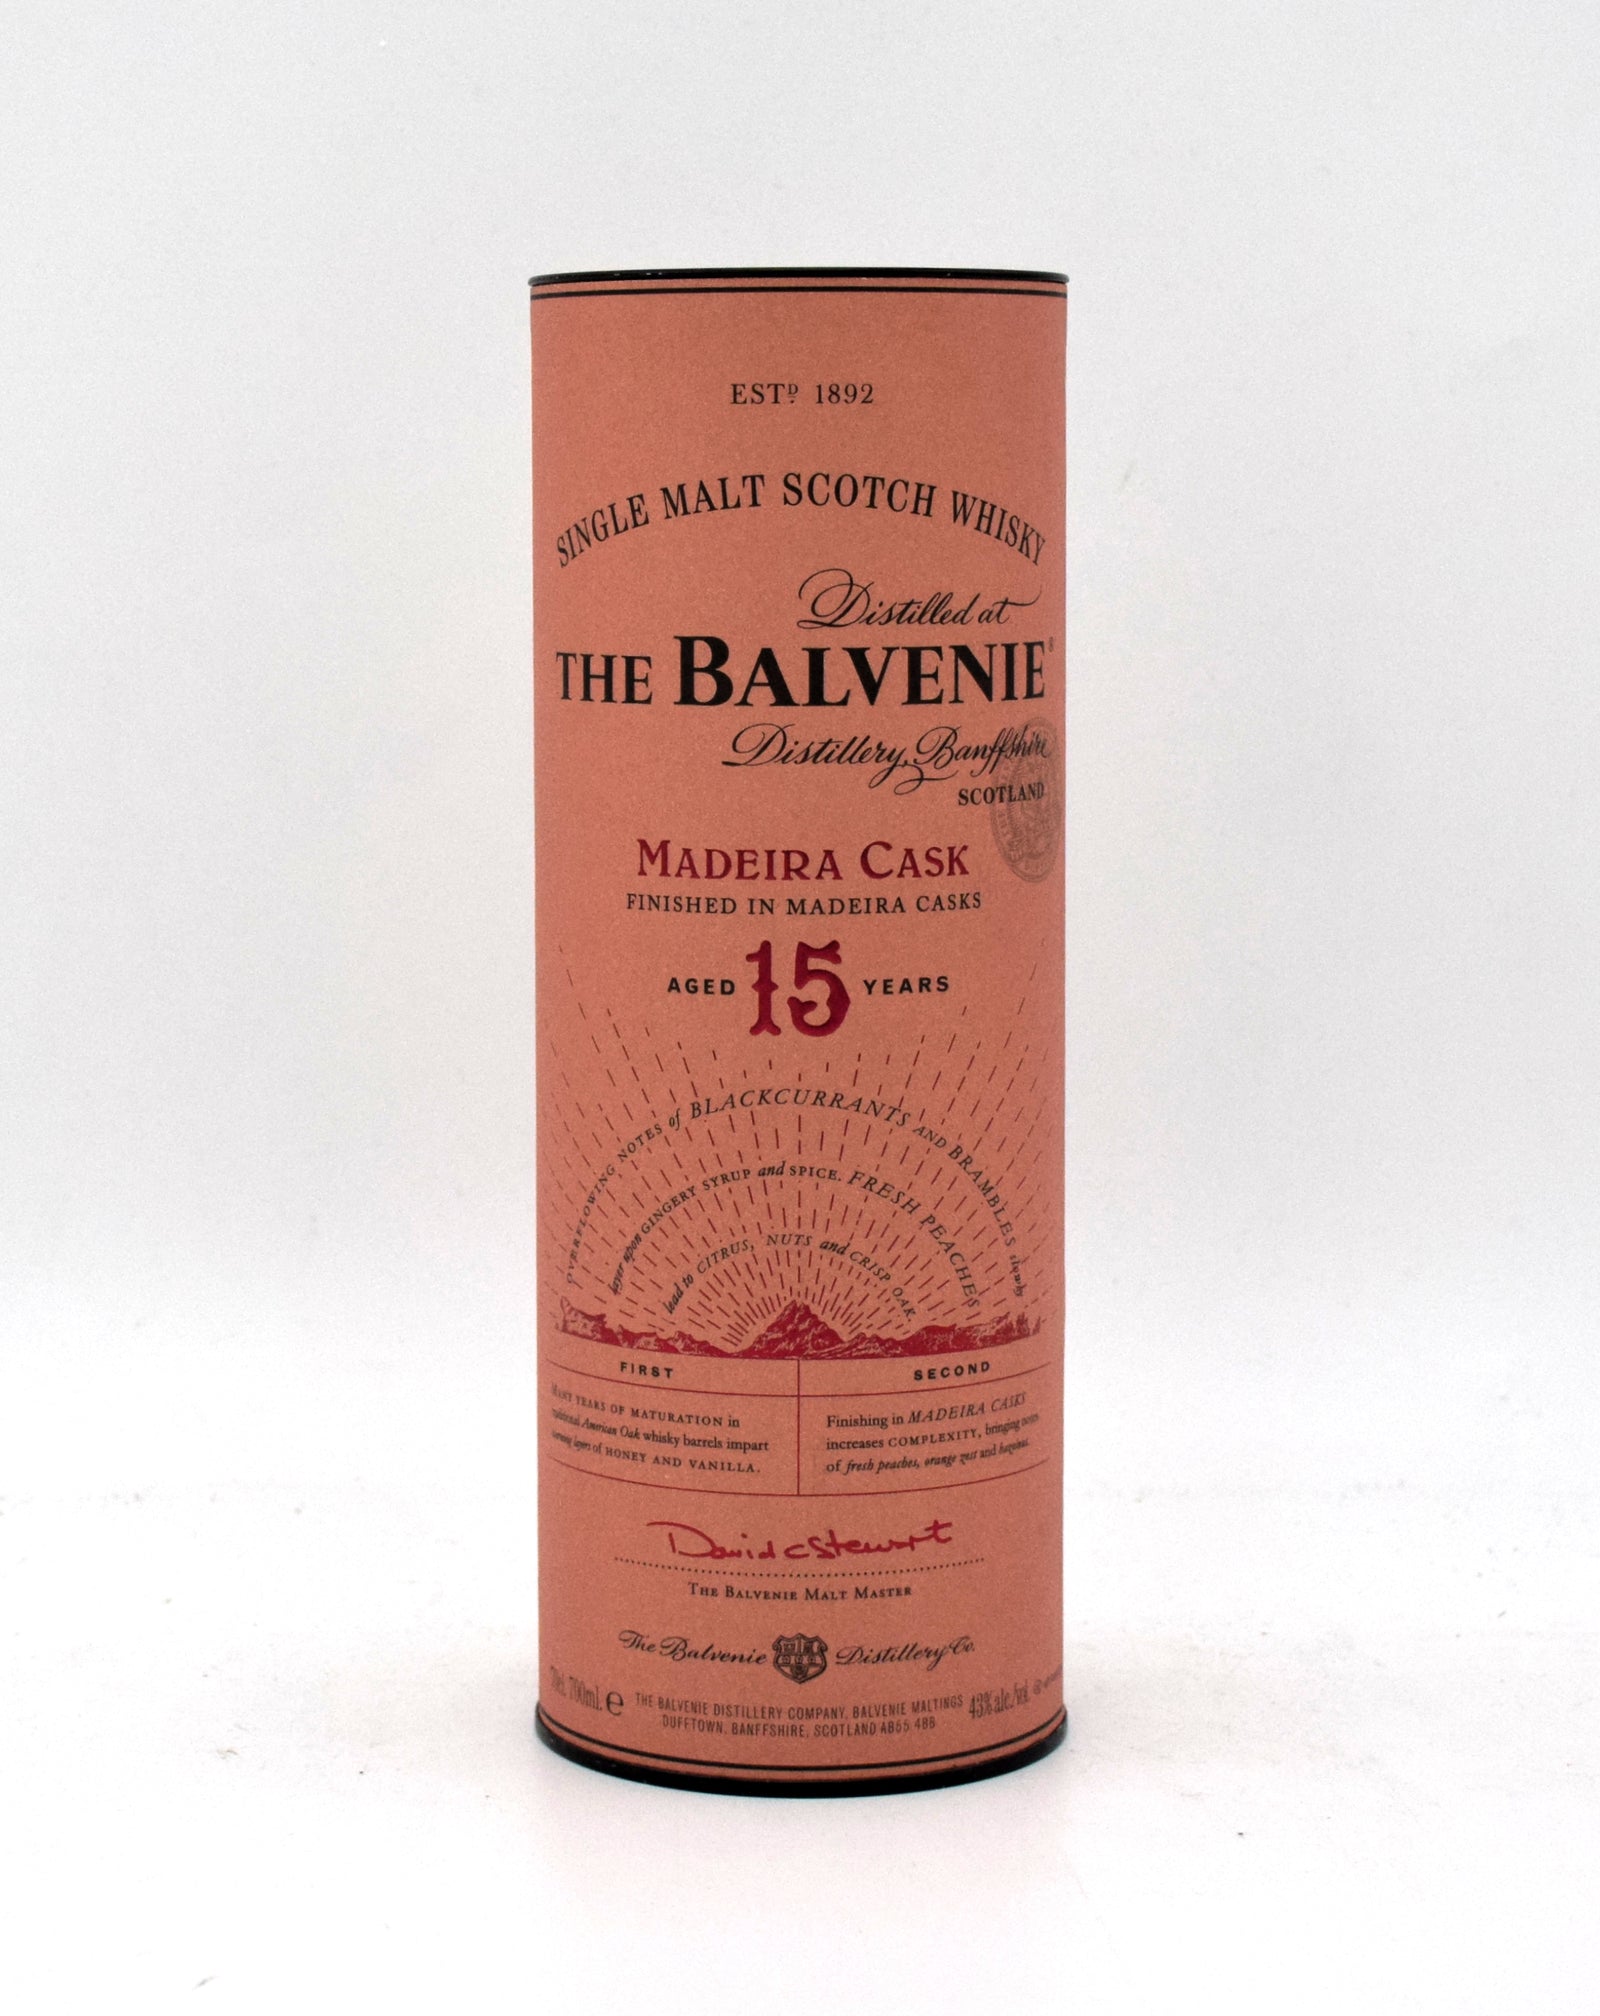 ESTD 1892
SINGLE MALT SCOTCH WHISKY
Distilled at
THE BALVENIE®
Distillery, Banffshire
SCOTLAND
MADEIRA CASK
FINISHED IN MADEIRA CASKS
AGED 15 YEARS
OVERFLOWING NOTES of BLACKCURRANTS AND BRAMBLES slowly
layer upon GINGERY SYRUP and SPICE. FRESH PEACHES
lead to CITRUS, NUTS and CRISP OAK
FIRST
MANY YEARS OF MATURATION in
traditional American Oak whisky barrels impart
layers of HONEY AND VANILLA.
SECOND
Finishing in MADEIRA CASKS
increases COMPLEXITY, bringing notes
of fresh peaches, orange zest and
David C Stewart
THE BALVENIE MALT MASTER
The Balvenie Distillery Co.
700ml e
THE BALVENIE DISTILLERY COMPANY, BALVENIE MALTINGS
DUFFTOWN, BANFFSHIRE, SCOTLAND AB55 4BB
43% alc./vol.